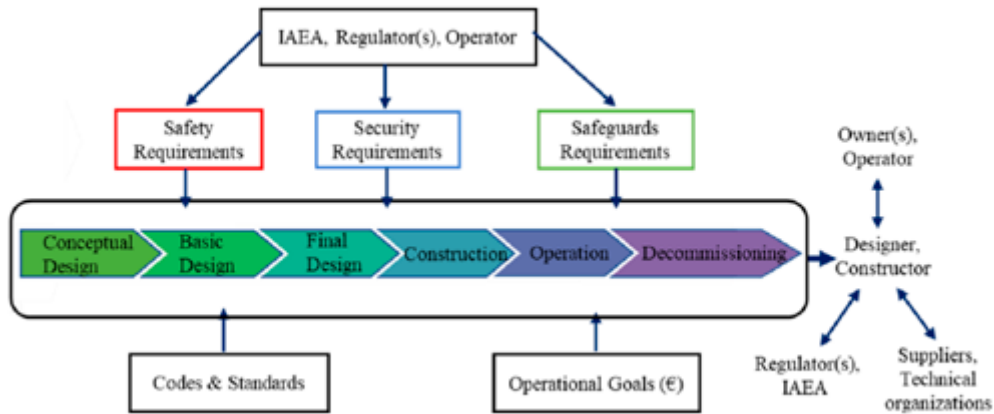 IAEA, Regulator(s), Operator
Safety
Requirements
Security
Requirements
Safeguards
Requirements
Owner(s),
Operator
Conceptual
Design
Basic
Design
Final
Design
Construction
Operation
Decommissioning
Designer,
Constructor
Codes & Standards
Operational Goals (€)
Regulator(s),
IAEA
Suppliers,
Technical
organizations